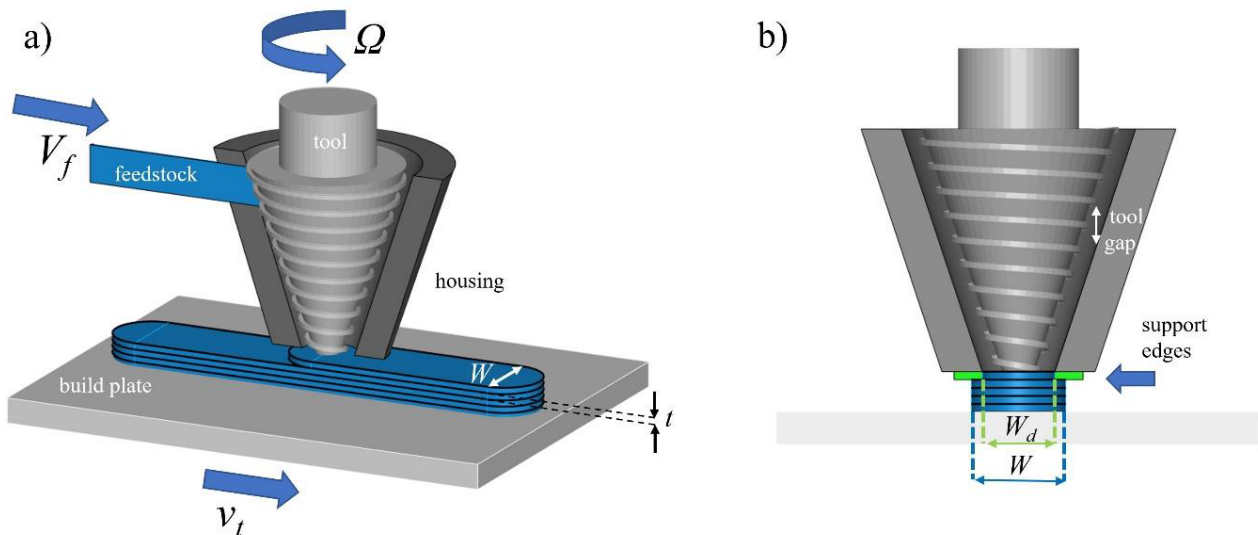 a)
Ω
V_f
tool
feedstock
housing
build plate
W
t
v_t
b)
tool
gap
support
edges
W_d
W